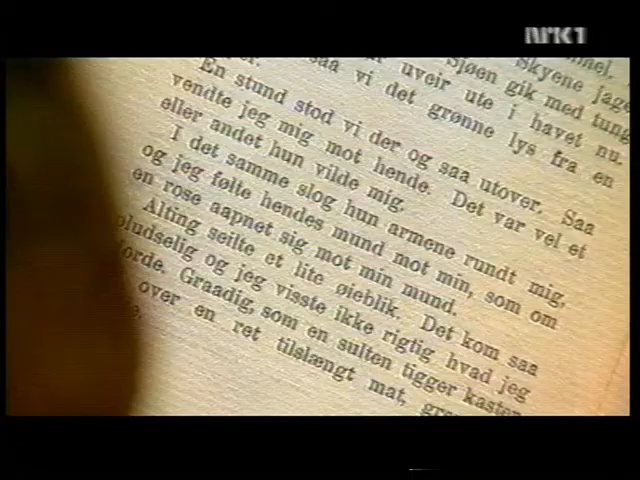 NRK1
Skyene jage
Sjøen gik med tung
uveir ute i havet nu.
saa vi det grønne lys fra en
En stund stod vi der og saa utover. Saa
vendte jeg mig mot hende. Det var vel et
eller andet hun vilde mig.
I det samme slog hun armene rundt mig,
og jeg følte hendes mund mot min, som om
en rose aapnet sig mot min mund.
Alting seilte et lite øieblik. Det kom saa
pludselig og jeg visste ikke rigtig hvad jeg
orde. Graadig, som en sulten tigger kaster
over en ret tilslængt mat,